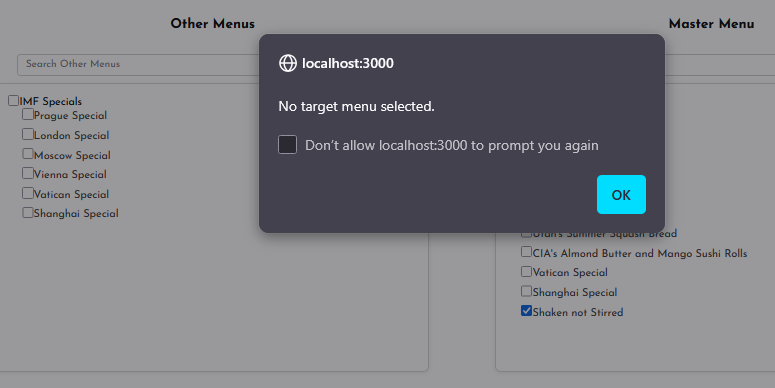 Other Menus
Master Menu
Search Other Menus
localhost:3000
No target menu selected.
Don't allow localhost:3000 to prompt you again
OK
IMF Specials
Prague Special
London Special
Moscow Special
Vienna Special
Vatican Special
Shanghai Special
Utah's Summer Squash Bread
CIA's Almond Butter and Mango Sushi Rolls
Vatican Special
Shanghai Special
Shaken not Stirred